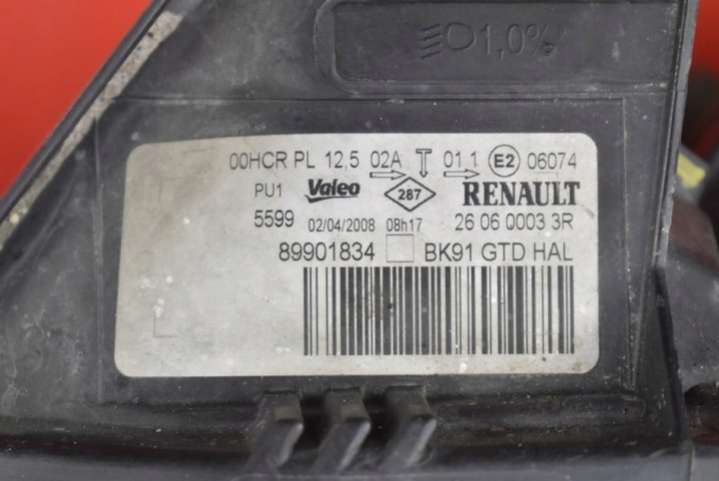 1,0%
00HCR PL 12,5 02A T 01 1 E2 06074
PU1 Valeo 287 RENAULT
5599 02/04/2008 08h17 26 06 0003 3R
89901834 BK91 GTD HAL